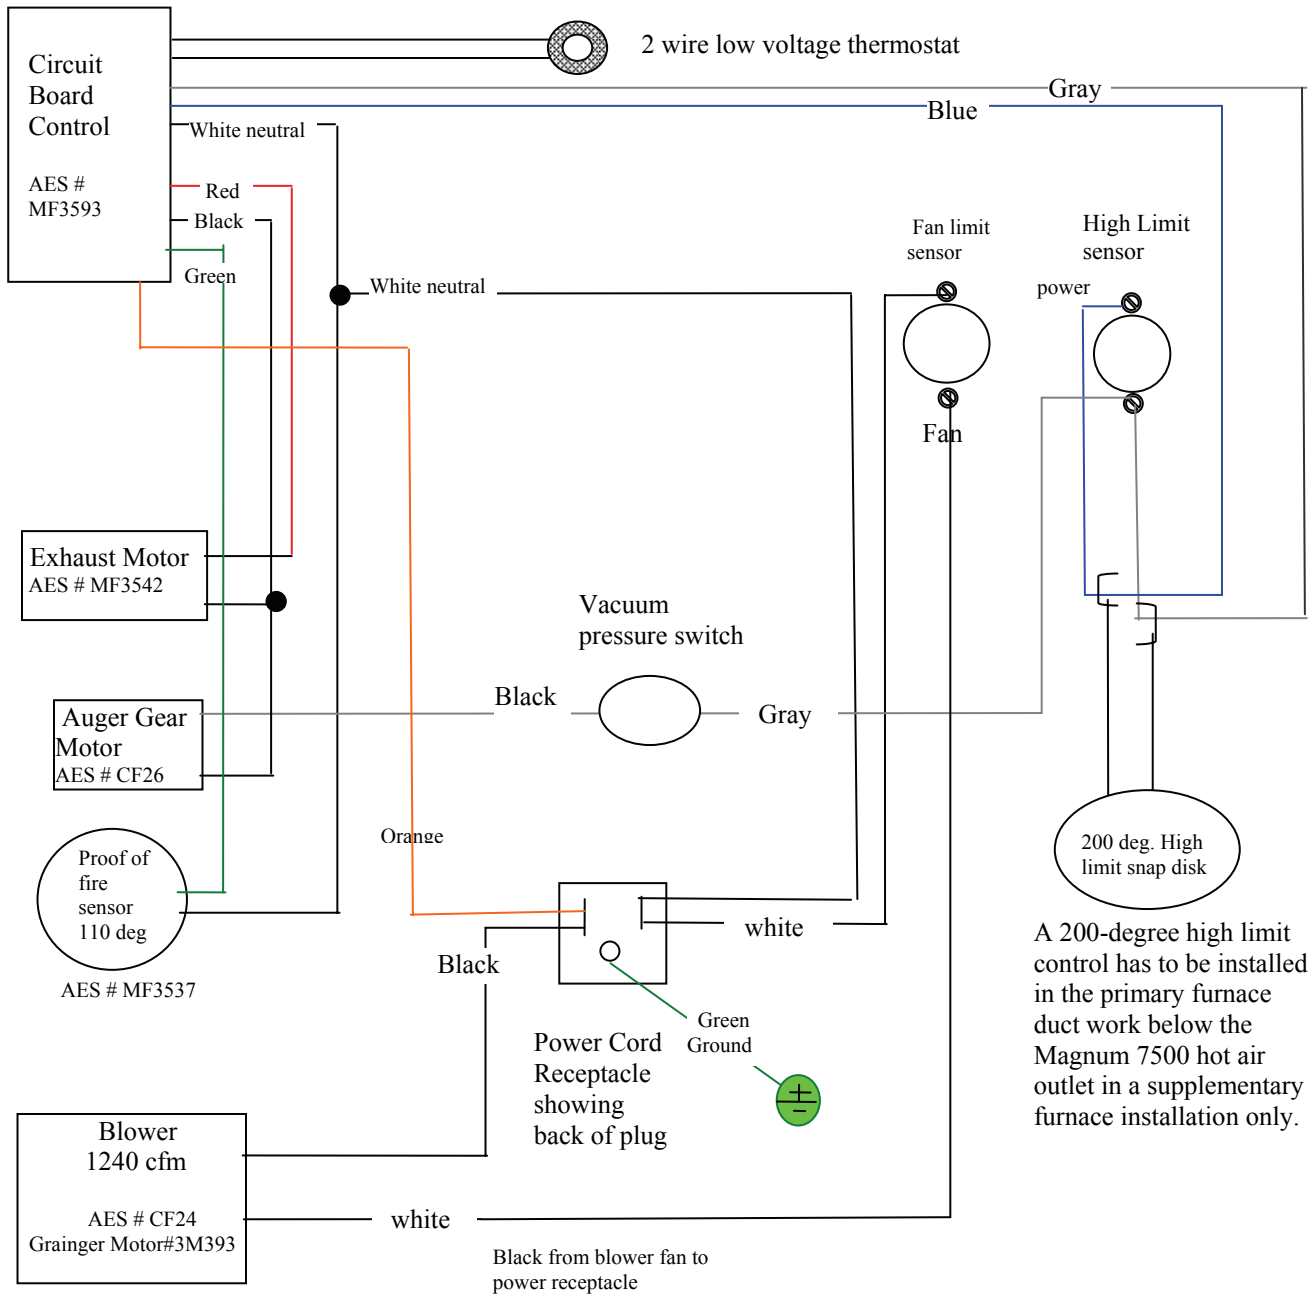 2 wire low voltage thermostat
Circuit
Board
Control
AES #
MF3593
Gray
Blue
White neutral
Red
Black
Green
White neutral
Fan limit
sensor
High Limit
sensor
power
Fan
Exhaust Motor
AES # MF3542
Vacuum
pressure switch
Black
Gray
Auger Gear
Motor
AES # CF26
Orange
Proof of
fire
sensor
110 deg
AES # MF3537
white
Black
200 deg. High
limit snap disk
A 200-degree high limit
control has to be installed
in the primary furnace
duct work below the
Magnum 7500 hot air
outlet in a supplementary
furnace installation only.
Green
Ground
Power Cord
Receptacle
showing
back of plug
Blower
1240 cfm
AES # CF24
Grainger Motor#3M393
white
Black from blower fan to
power receptacle